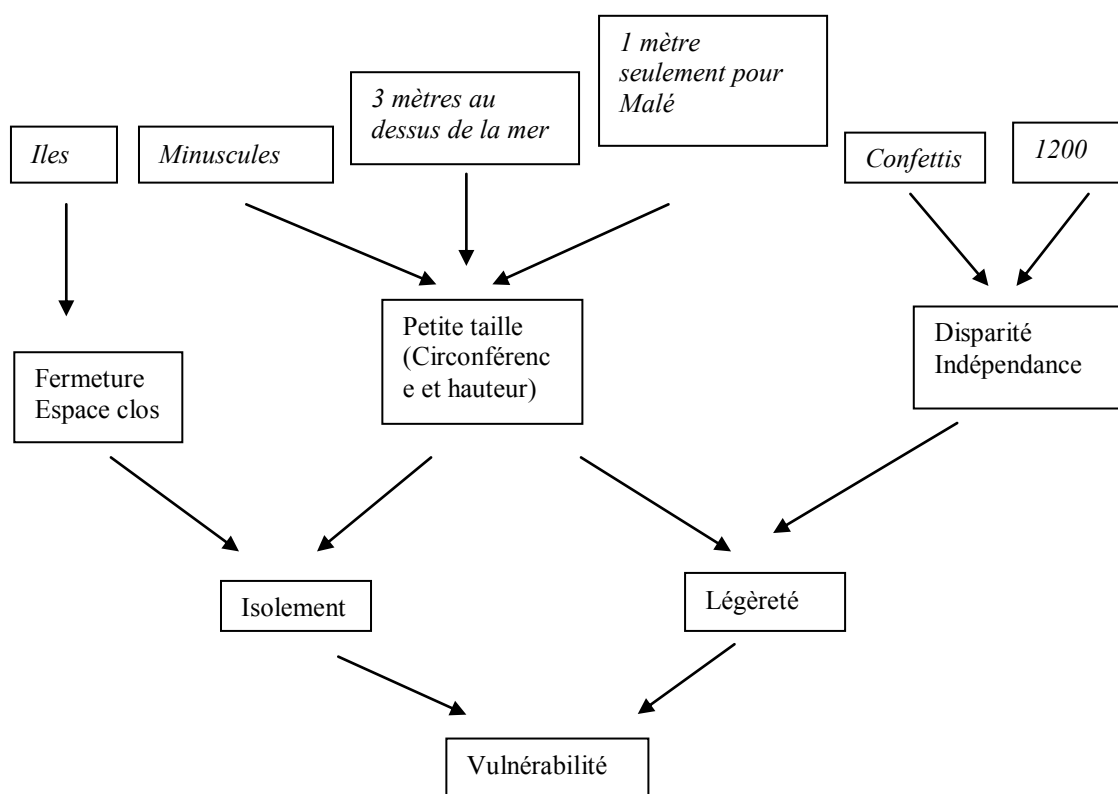 1 mètre
seulement pour
Malé
3 mètres au
dessus de la mer
Iles
Minuscules
Confettis
1200
Petite taille
(Circonférenc
e et hauteur)
Disparité
Indépendance
Fermeture
Espace clos
Isolement
Légèreté
Vulnérabilité